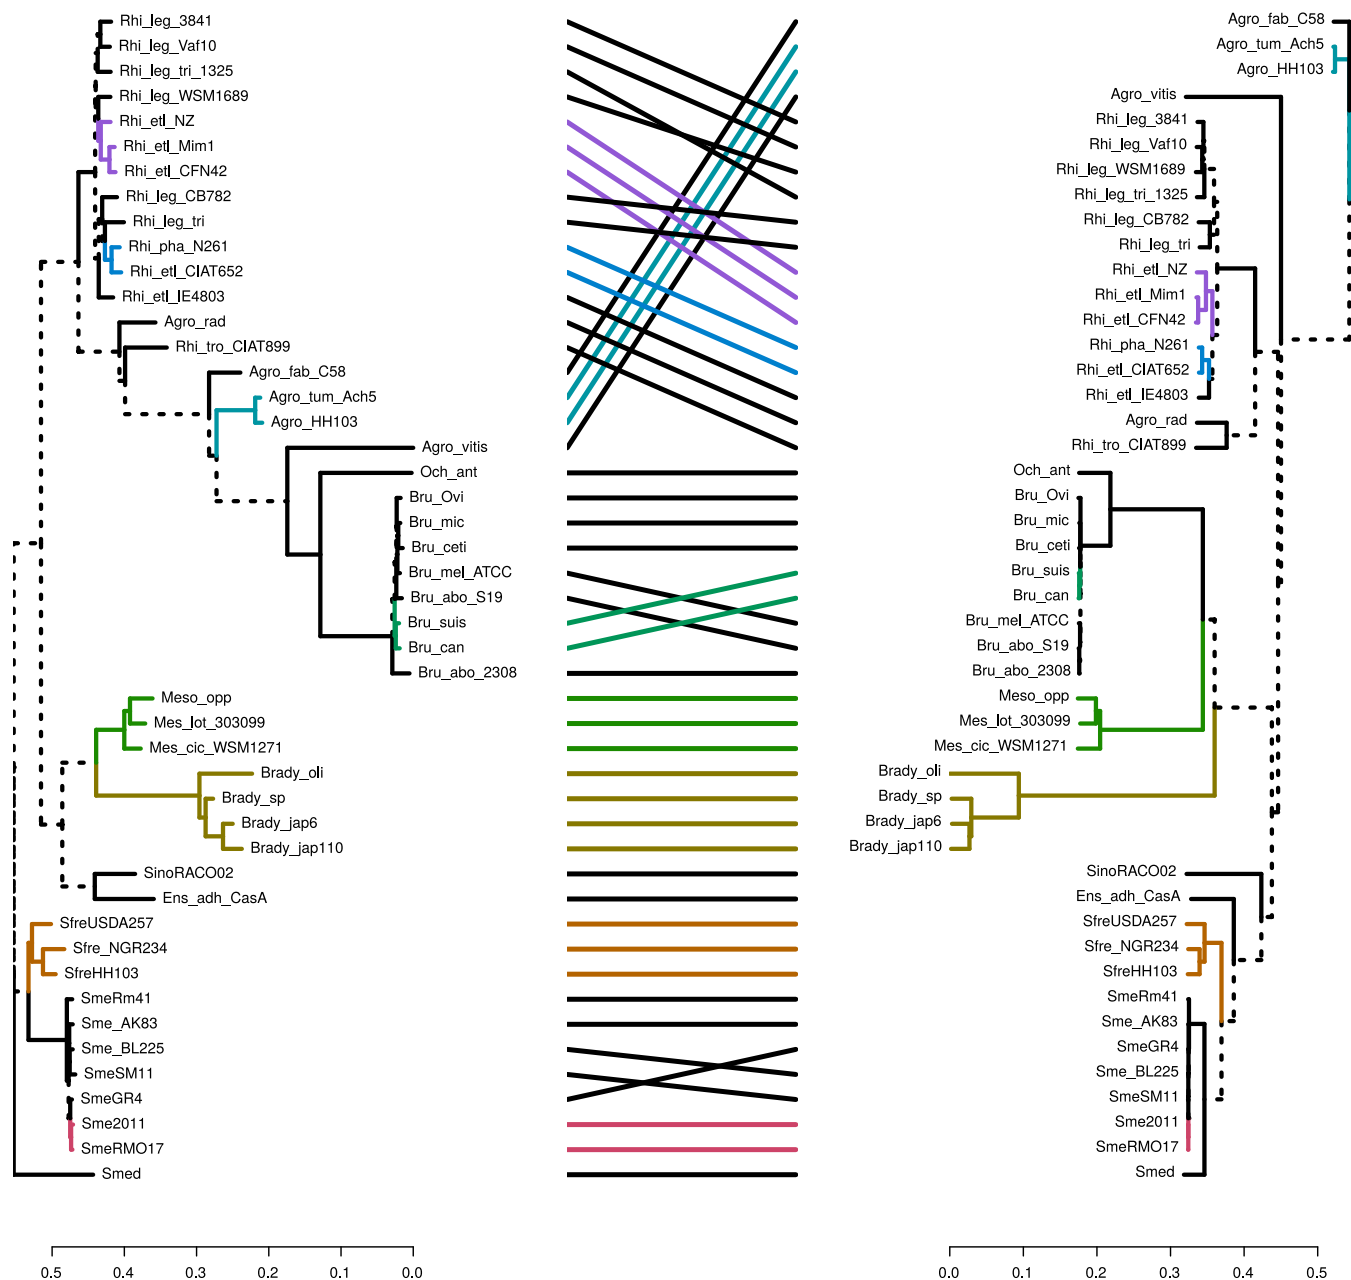 Rhi_leg_3841
Rhi_leg_Vaf10
Rhi_leg_tri_1325
Rhi_leg_WSM1689
Rhi_etl_NZ
Rhi_etl_Mim1
Rhi_etl_CFN42
Rhi_leg_CB782
Rhi_leg_tri
Rhi_pha_N261
Rhi_etl_CIAT652
Rhi_etl_IE4803
Agro_rad
Rhi_tro_CIAT899
Agro_fab_C58
Agro_tum_Ach5
Agro_HH103
Agro_vitis
Och_ant
Bru_Ovi
Bru_mic
Bru_ceti
Bru_mel_ATCC
Bru_abo_S19
Bru_suis
Bru_can
Bru_abo_2308
Meso_opp
Mes_lot_303099
Mes_cic_WSM1271
Brady_oli
Brady_sp
Brady_jap6
Brady_jap110
SinoRACO02
Ens_adh_CasA
SfreUSDA257
Sfre_NGR234
SfreHH103
SmeRm41
Sme_AK83
Sme_BL225
SmeSM11
SmeGR4
Sme2011
SmeRMO17
Smed
0.5 0.4 0.3 0.2 0.1 0.0
Agro_fab_C58
Agro_tum_Ach5
Agro_HH103
Agro_vitis
Rhi_leg_3841
Rhi_leg_Vaf10
Rhi_leg_WSM1689
Rhi_leg_tri_1325
Rhi_leg_CB782
Rhi_leg_tri
Rhi_etl_NZ
Rhi_etl_Mim1
Rhi_etl_CFN42
Rhi_pha_N261
Rhi_etl_CIAT652
Rhi_etl_IE4803
Agro_rad
Rhi_tro_CIAT899
Och_ant
Bru_Ovi
Bru_mic
Bru_ceti
Bru_suis
Bru_can
Bru_mel_ATCC
Bru_abo_S19
Bru_abo_2308
Meso_opp
Mes_lot_303099
Mes_cic_WSM1271
Brady_oli
Brady_sp
Brady_jap6
Brady_jap110
SinoRACO02
Ens_adh_CasA
SfreUSDA257
Sfre_NGR234
SfreHH103
SmeRm41
Sme_AK83
SmeGR4
Sme_BL225
SmeSM11
Sme2011
SmeRMO17
Smed
0.0 0.1 0.2 0.3 0.4 0.5